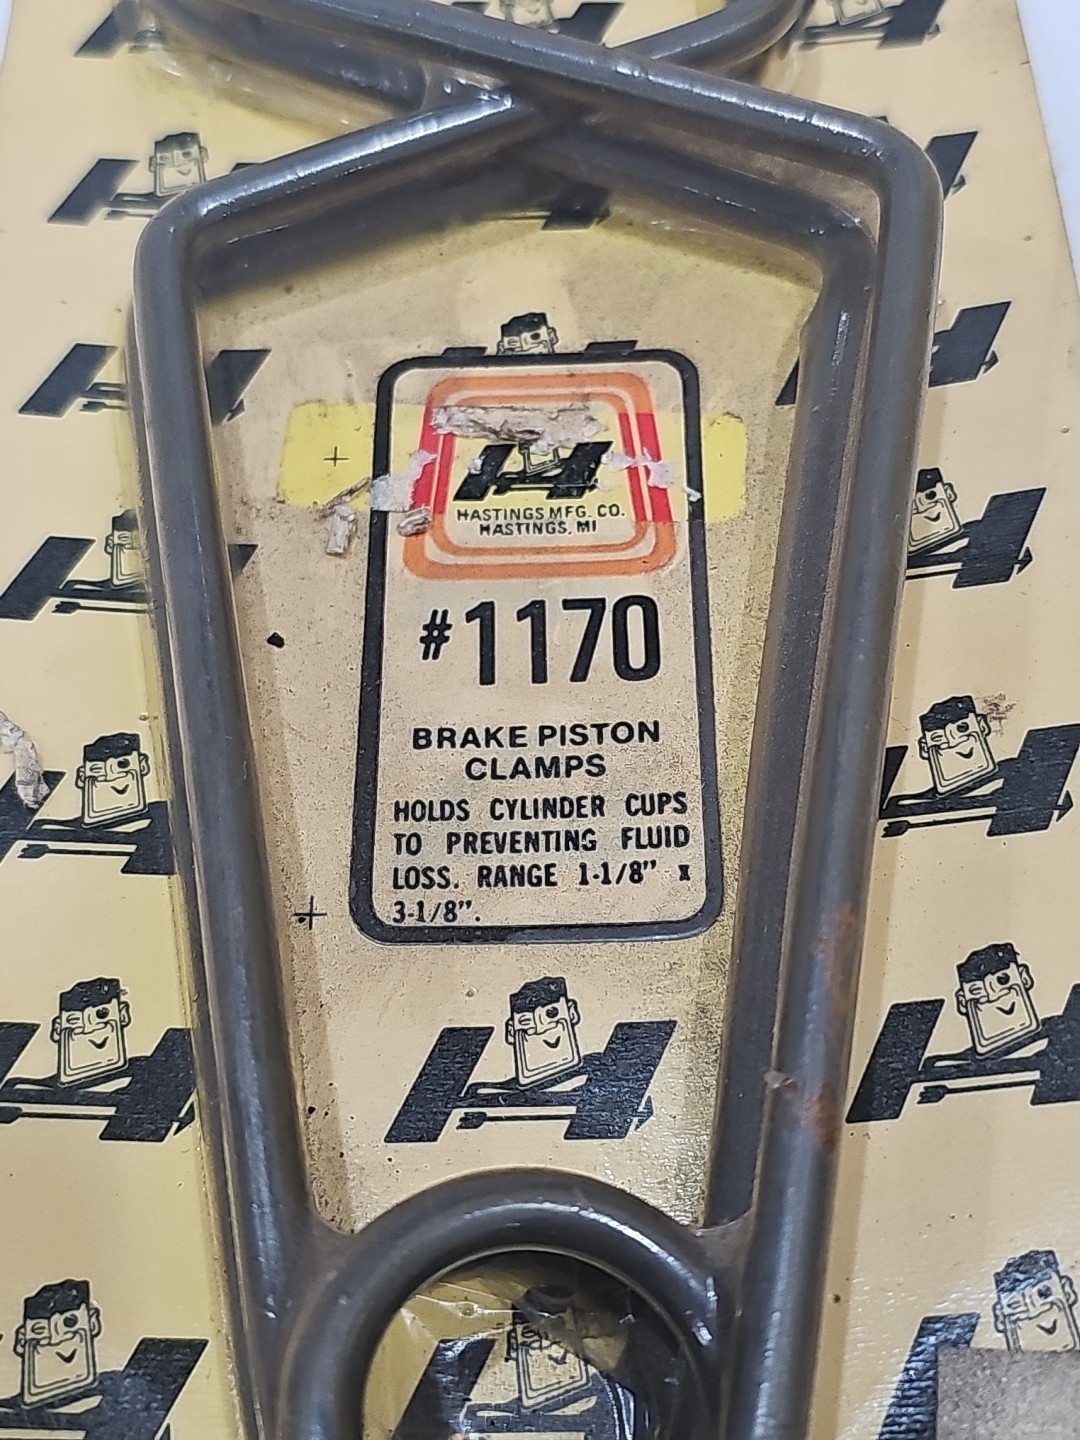 H
HASTINGS MFG. CO.
HASTINGS, MI
#1170
BRAKE PISTON
CLAMPS
HOLDS CYLINDER CUPS
TO PREVENTING FLUID
LOSS. RANGE 1-1/8" x
3-1/8".